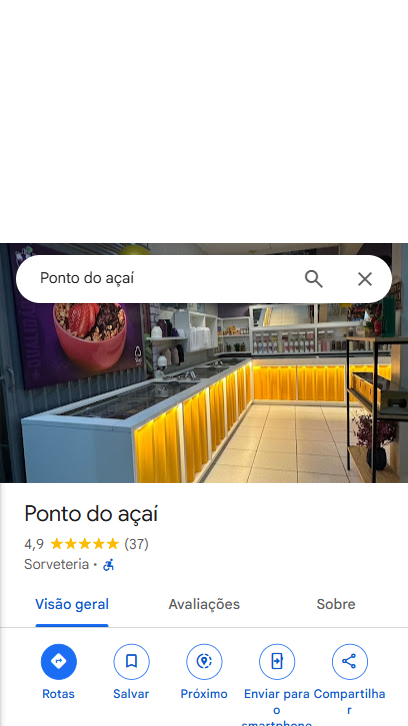 Ponto do açaí
Ponto do açaí
4,9 ★★★★★ (37)
Sorveteria ·
Visão geral
Avaliações
Sobre
Rotas
Salvar
Próximo
Enviar para o smartphone
Compartilhar